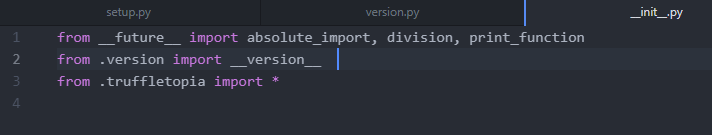 setup.py version.py __init__.py
1 from __future__ import absolute_import, division, print_function
2 from .version import __version__
3 from .truffletopia import *
4